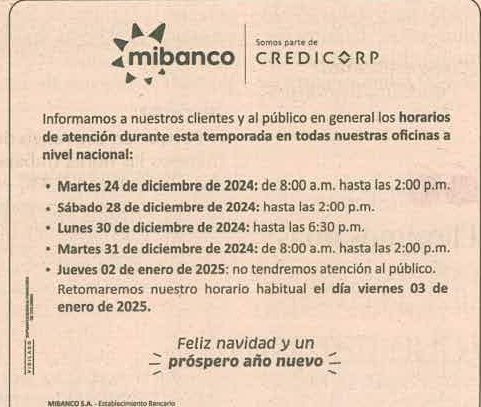 mibanco
Somos parte de
CREDICORP
Informamos a nuestros clientes y al público en general los horarios
de atención durante esta temporada en todas nuestras oficinas a
nivel nacional:
• Martes 24 de diciembre de 2024: de 8:00 a.m. hasta las 2:00 p.m.
• Sábado 28 de diciembre de 2024: hasta las 2:00 p.m.
• Lunes 30 de diciembre de 2024: hasta las 6:30 p.m.
• Martes 31 de diciembre de 2024: de 8:00 a.m. hasta las 2:00 p.m.
• Jueves 02 de enero de 2025: no tendremos atención al público.
Retomaremos nuestro horario habitual el día viernes 03 de
enero de 2025.
Feliz navidad y un
próspero año nuevo
VIGILADO
MIBANCO S.A. - Establecimiento Bancario